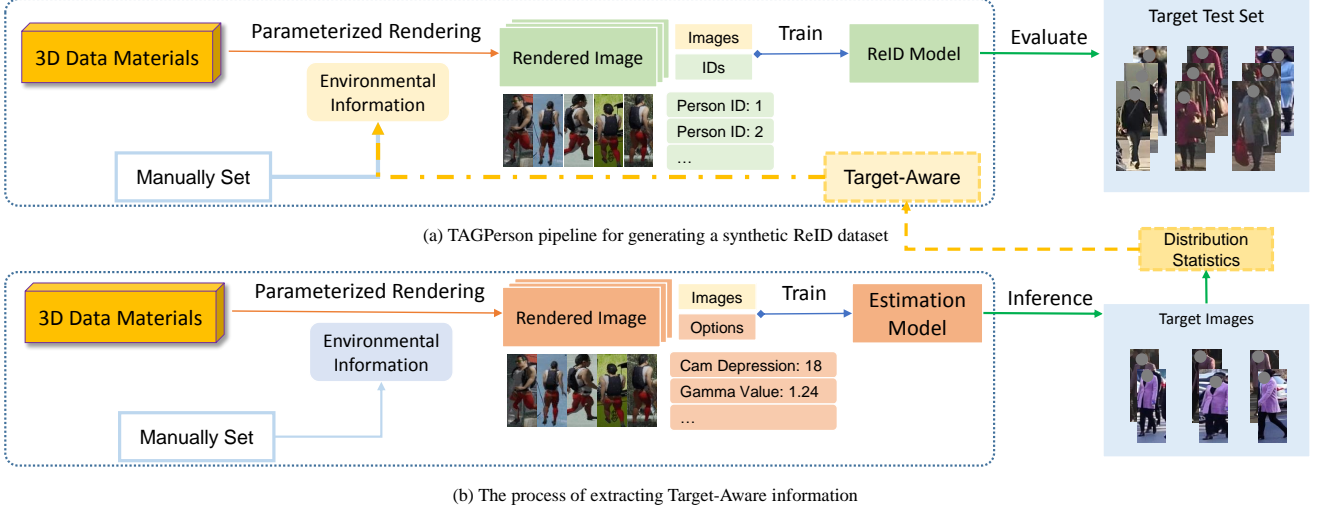 3D Data Materials
Parameterized Rendering
Environmental
Information
Manually Set
Rendered Image
Images
IDs
Person ID: 1
Person ID: 2
...
Train
ReID Model
Evaluate
Target Test Set
Target-Aware
(a) TAGPerson pipeline for generating a synthetic ReID dataset
Distribution
Statistics
3D Data Materials
Parameterized Rendering
Environmental
Information
Manually Set
Rendered Image
Images
Options
Cam Depression: 18
Gamma Value: 1.24
...
Train
Estimation
Model
Inference
Target Images
(b) The process of extracting Target-Aware information